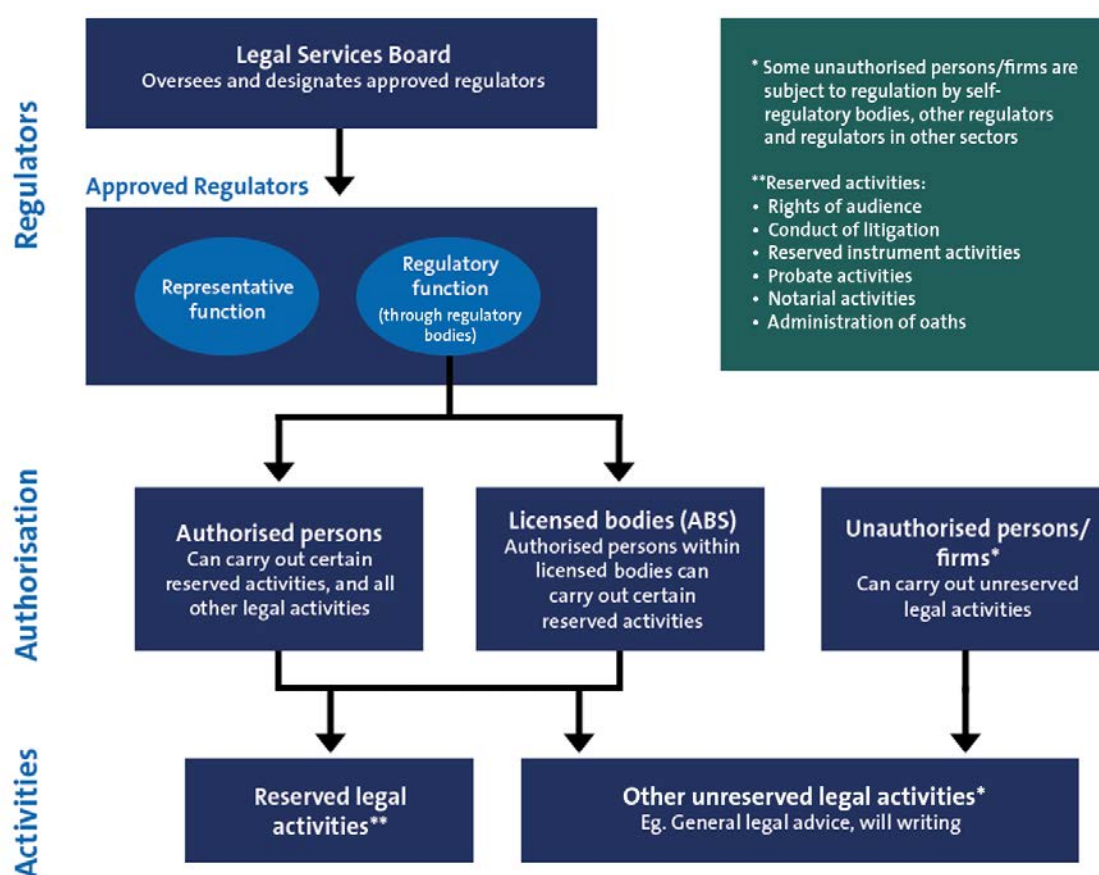 Regulators
Legal Services Board
Oversees and designates approved regulators
Approved Regulators
Representative
function
Regulatory
function
(through regulatory
bodies)
* Some unauthorised persons/firms are
subject to regulation by self-
regulatory bodies, other regulators
and regulators in other sectors
**Reserved activities:
• Rights of audience
• Conduct of litigation
• Reserved instrument activities
• Probate activities
• Notarial activities
• Administration of oaths
Authorisation
Authorised persons
Can carry out certain
reserved activities, and all
other legal activities
Licensed bodies (ABS)
Authorised persons within
licensed bodies can
carry out certain
reserved activities
Unauthorised persons/
firms*
Can carry out unreserved
legal activities
Activities
Reserved legal
activities**
Other unreserved legal activities*
Eg. General legal advice, will writing